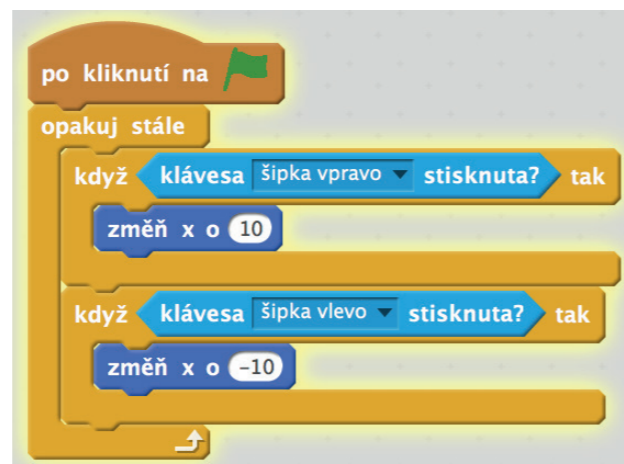 po kliknutí na
opakuj stále
když klávesa šipka vpravo stisknuta? tak
změň x o 10
když klávesa šipka vlevo stisknuta? tak
změň x o -10